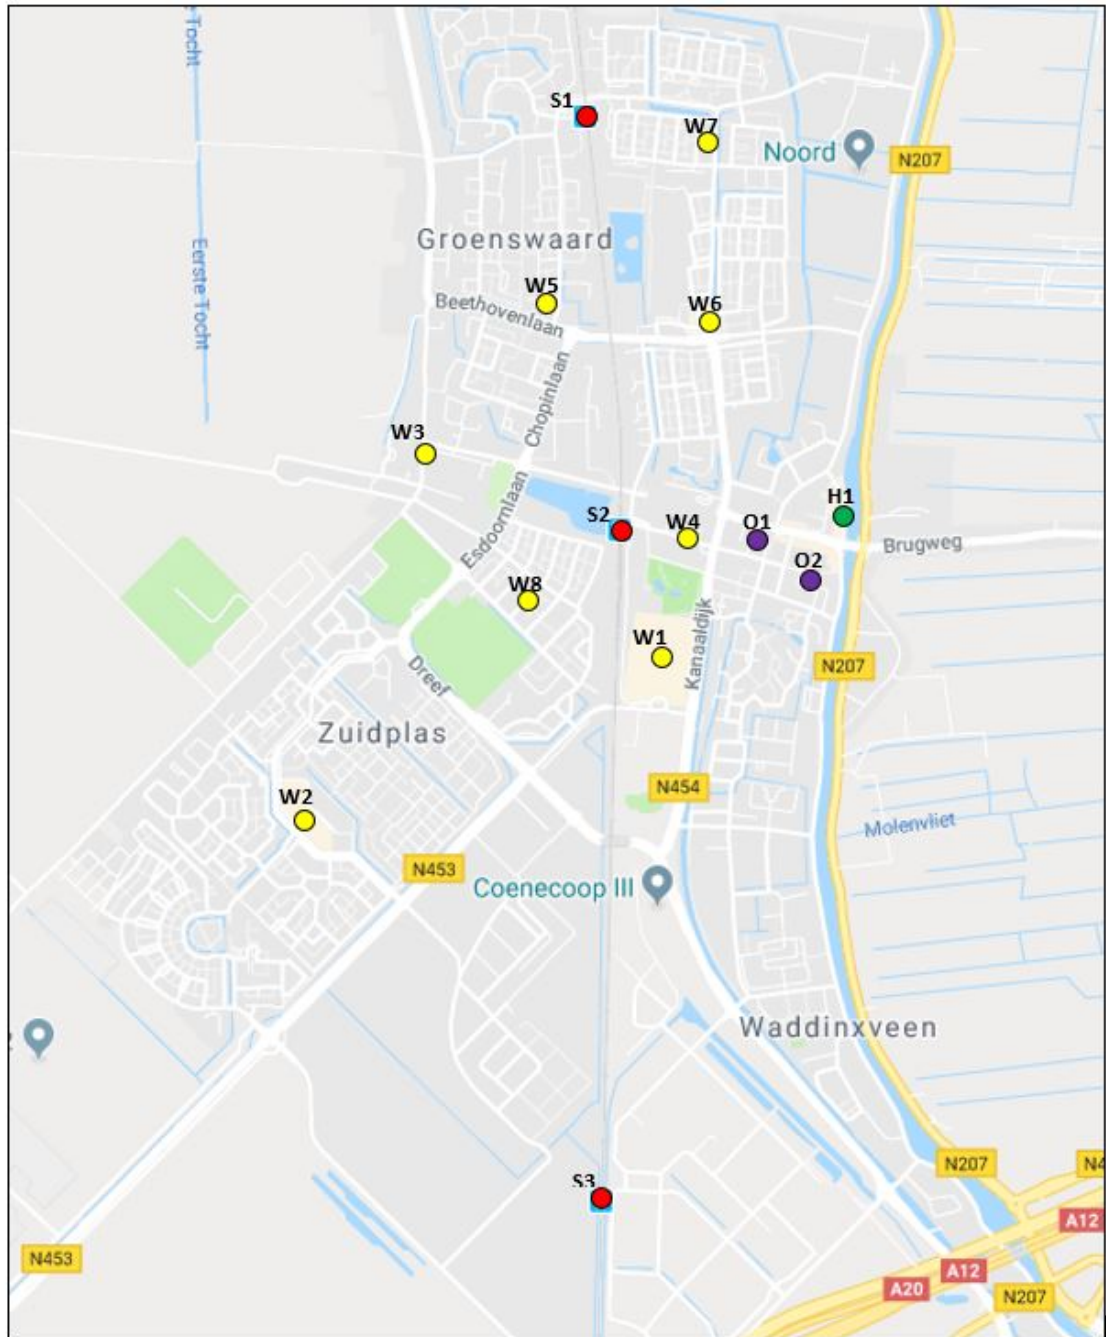 Tocht
S1
W7
Noord
N207
Groenswaard
Eerste Tocht
W5
Beethovenlaan
W6
Chopinlaan
W3
Esdoornlaan
S2
W4
O1
H1
Brugweg
O2
W8
W1
Kanaaldijk
N207
Dreef
Zuidplas
N454
W2
Molenvliet
N453
Coenecoop III
Waddinxveen
S3
N207
N4
A12
N453
A12
A20
N207